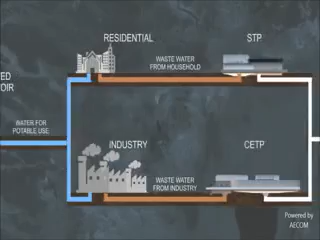 RESIDENTIAL
STP
WASTE WATER
FROM HOUSEHOLD
OIR
WATER FOR
POTABLE USE
INDUSTRY
CETP
WASTE WATER
FROM INDUSTRY
Powered by
AECOM